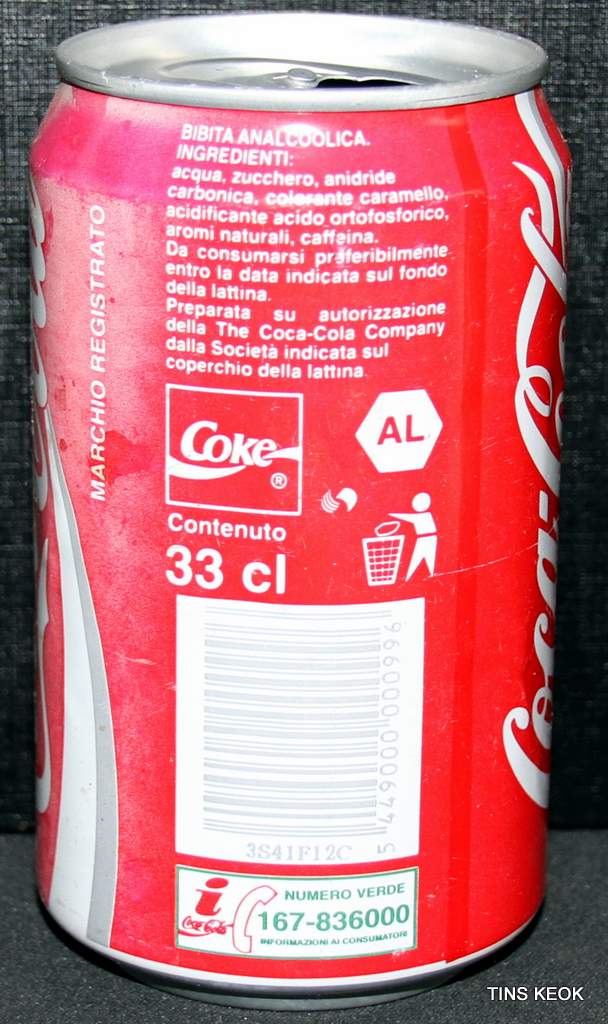 BIBITA ANALCOOLICA.
INGREDIENTI:
acqua, zucchero, anidride
carbonica, colorante caramello,
acidificante acido ortofosforico,
aromi naturali, caffeina.
Da consumarsi preferibilmente
entro la data indicata sul fondo
della lattina.
Preparata su autorizzazione
della The Coca-Cola Company
dalla Società indicata sul
coperchio della lattina.
MARCHIO REGISTRATO
Coke
®
AL
Contenuto
33 cl
5 449000 000996
3S41F12C
i
Coca-Cola
NUMERO VERDE
167-836000
INFORMAZIONI AI CONSUMATORI
Coca-Cola
TINS KEOK